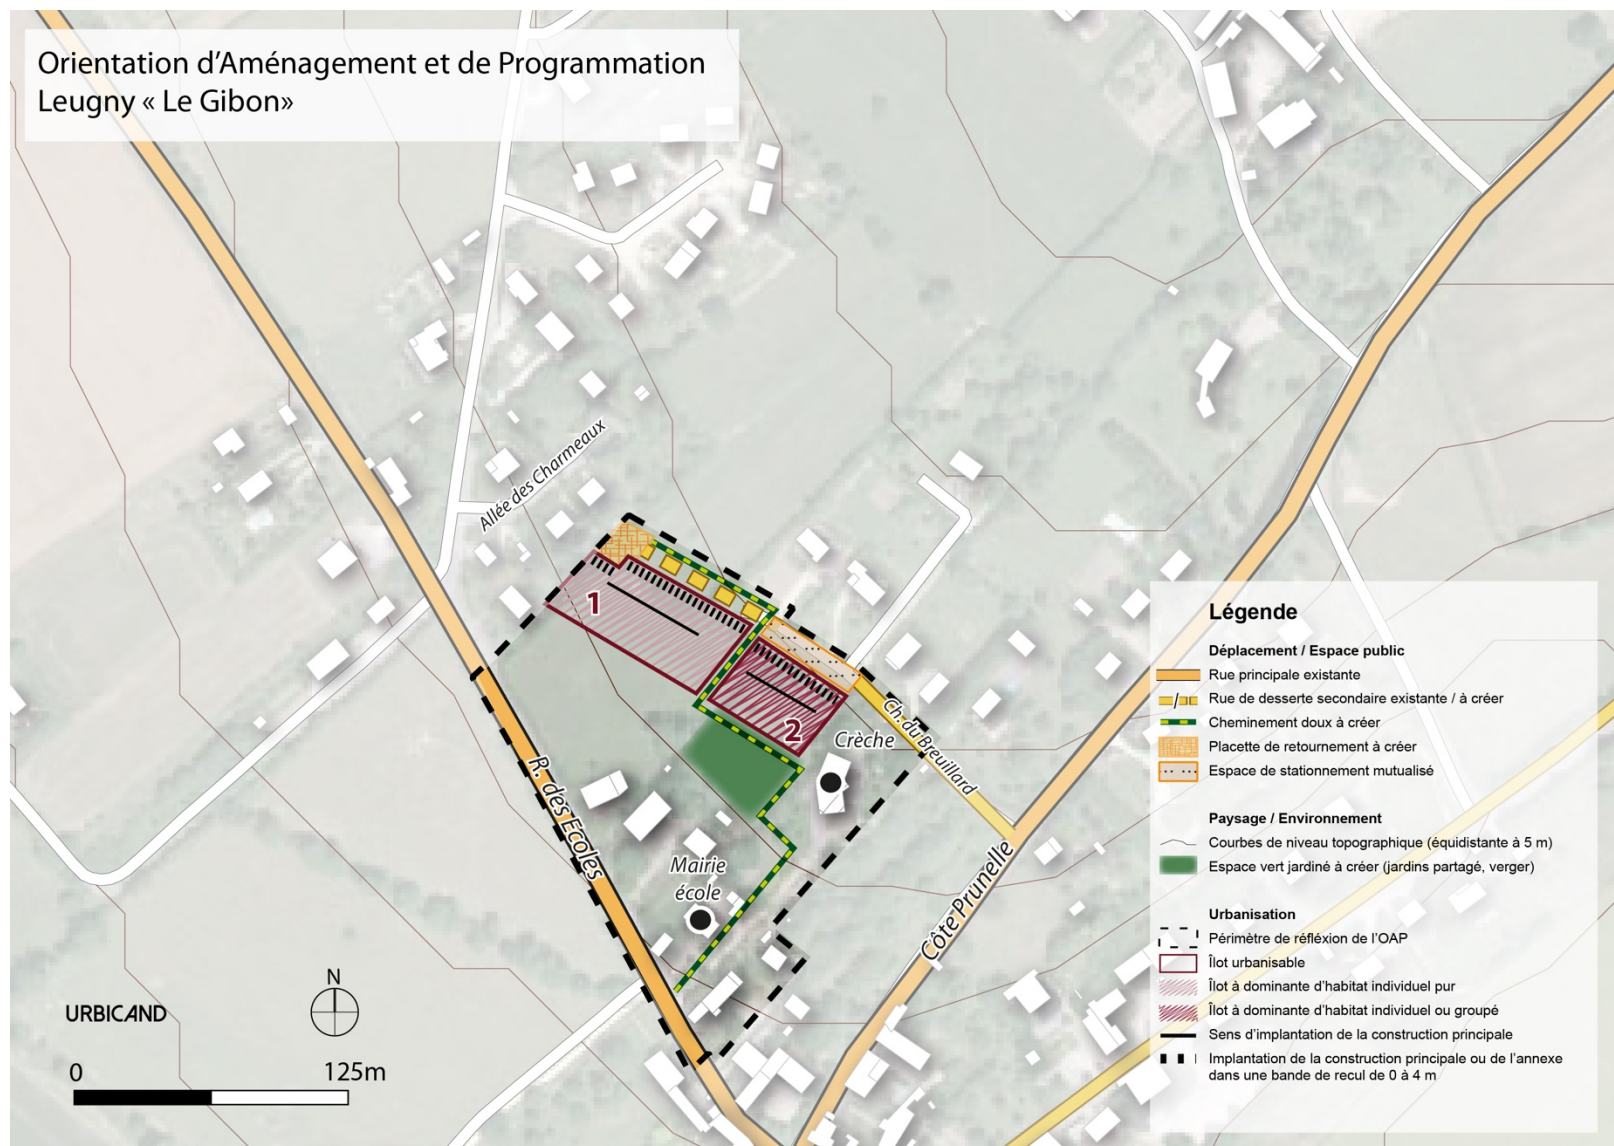 Orientation d'Aménagement et de Programmation
Leugny « Le Gibon»
Allée des Charmeaux
1
2
Ch. du Breuillard
Crèche
R. des Ecoles
Mairie
école
Côte Prunelle
N
URBICAND
0 125m
Légende
Déplacement / Espace public
Rue principale existante
Rue de desserte secondaire existante / à créer
Cheminement doux à créer
Placette de retournement à créer
Espace de stationnement mutualisé
Paysage / Environnement
Courbes de niveau topographique (équidistante à 5 m)
Espace vert jardiné à créer (jardins partagé, verger)
Urbanisation
Périmètre de réfléxion de l'OAP
Îlot urbanisable
Îlot à dominante d'habitat individuel pur
Îlot à dominante d'habitat individuel ou groupé
Sens d'implantation de la construction principale
Implantation de la construction principale ou de l'annexe
dans une bande de recul de 0 à 4 m